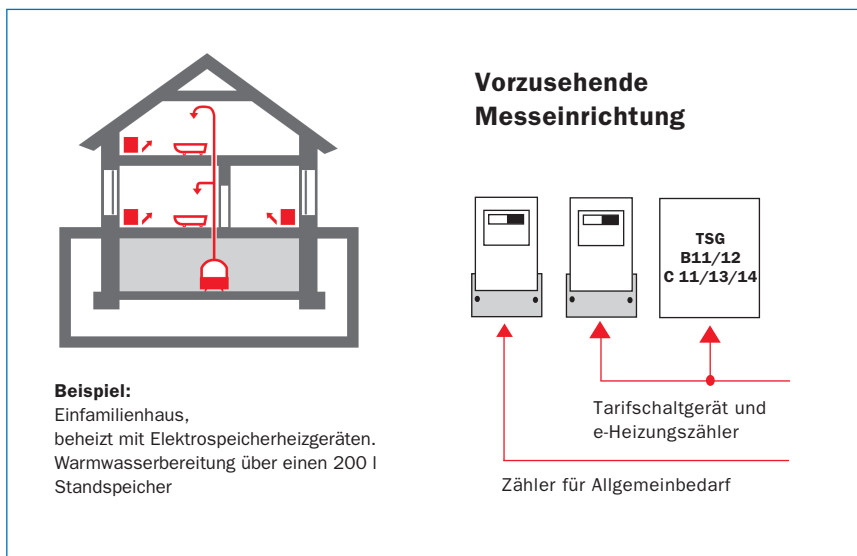 Vorzusehende
Messeinrichtung
TSG
B11/12
C 11/13/14
Beispiel:
Einfamilienhaus,
beheizt mit Elektrospeicherheizgeräten.
Warmwasserbereitung über einen 200 l
Standspeicher
Tarifschaltgerät und
e-Heizungszähler
Zähler für Allgemeinbedarf